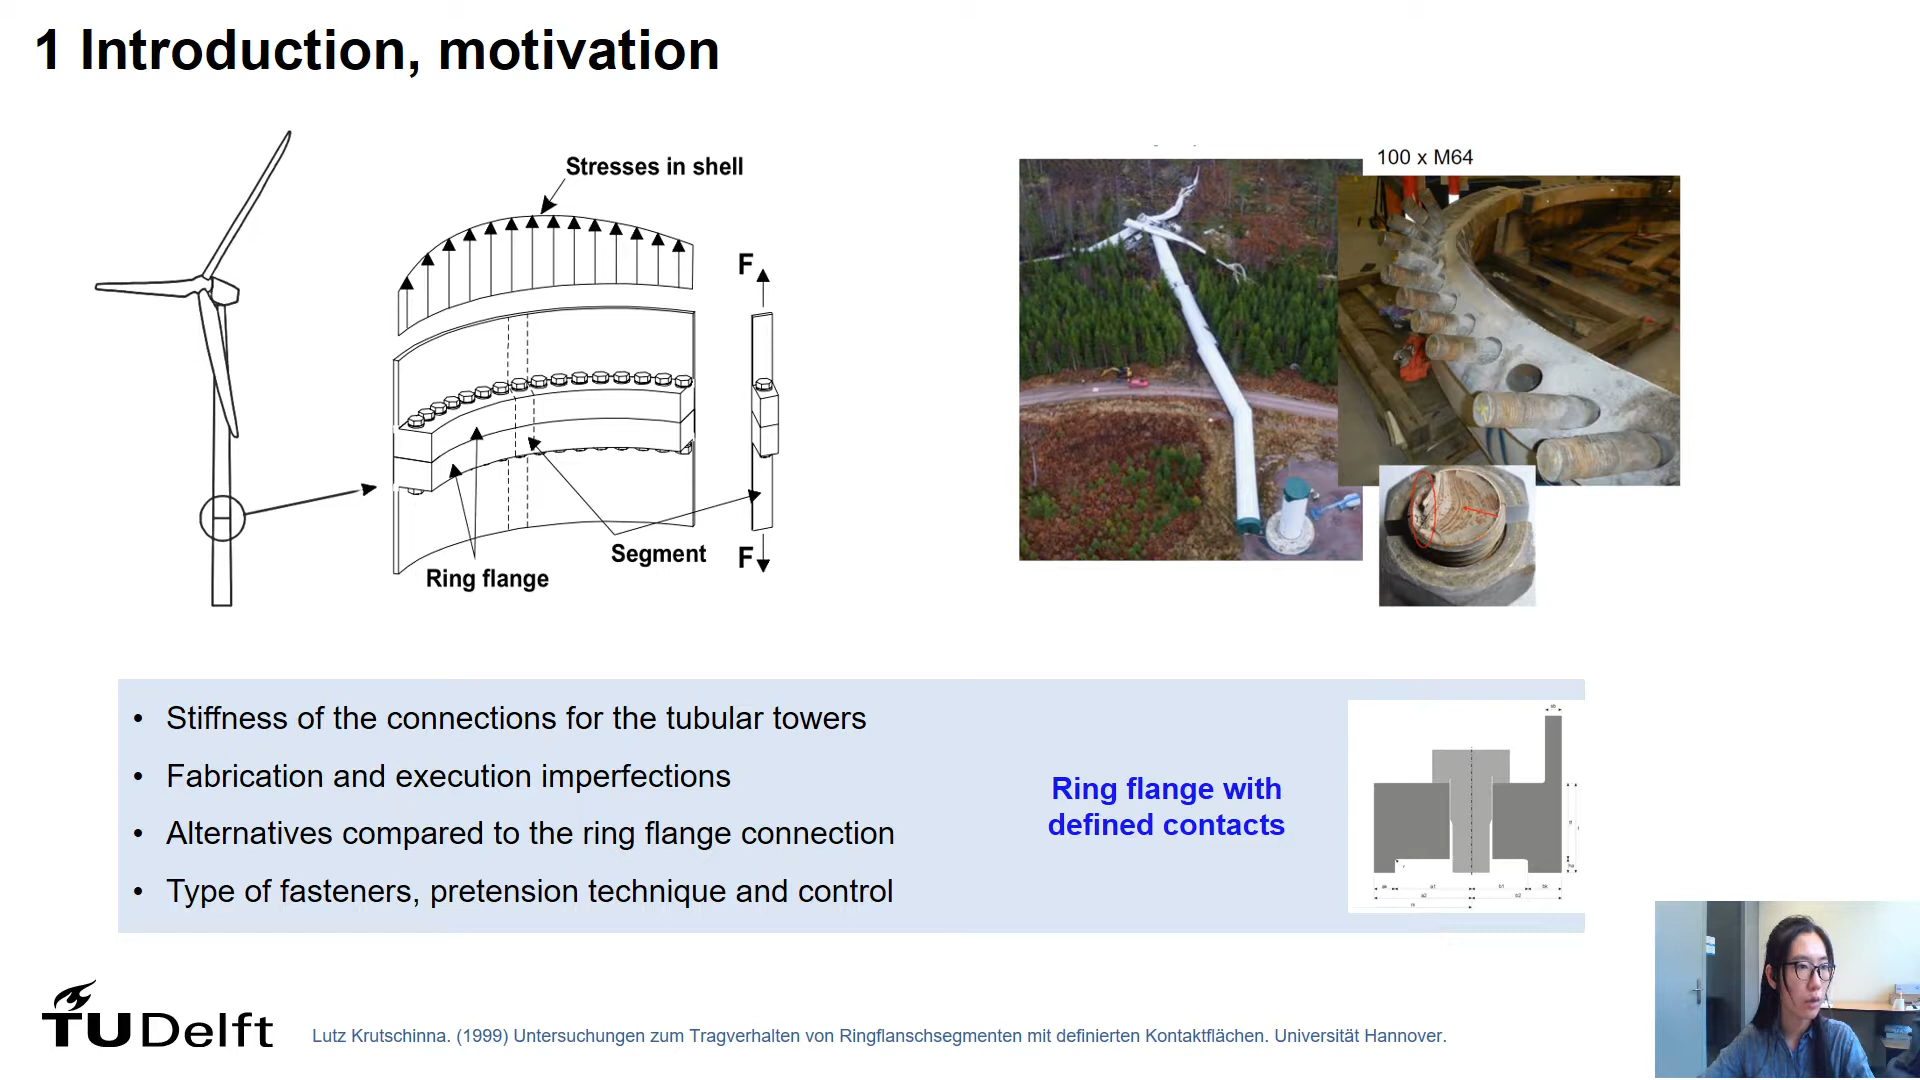 1 Introduction, motivation
Stresses in shell
F
F
Segment
Ring flange
100 x M64
• Stiffness of the connections for the tubular towers
• Fabrication and execution imperfections
• Alternatives compared to the ring flange connection
• Type of fasteners, pretension technique and control
Ring flange with
defined contacts
TU Delft
Lutz Krutschinna. (1999) Untersuchungen zum Tragverhalten von Ringflanschsegmenten mit definierten Kontaktflächen. Universität Hannover.